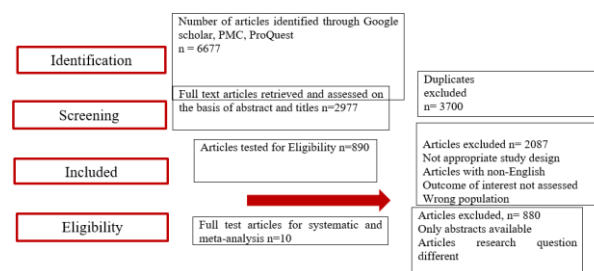 Identification
Number of articles identified through Google
scholar, PMC, ProQuest
n = 6677
Duplicates
excluded
n= 3700
Screening
Full text articles retrieved and assessed on
the basis of abstract and titles n=2977
Included
Articles tested for Eligibility n=890
Articles excluded n= 2087
Not appropriate study design
Articles with non-English
Outcome of interest not assessed
Wrong population
Eligibility
Full test articles for systematic and
meta-analysis n=10
Articles excluded, n= 880
Only abstracts available
Articles research question
different